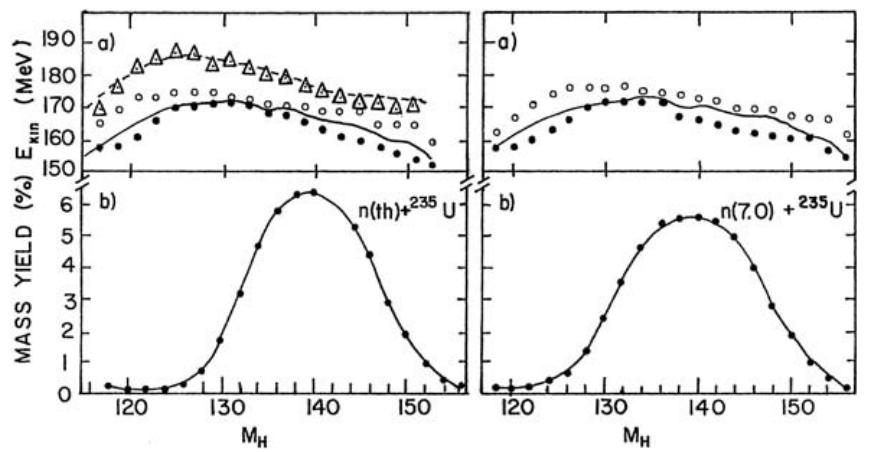 MASS YIELD (%) E_KIN (MeV)
190
180
170
160
150
a)
a)
6
5
4
3
2
1
0
b)
n(th)+²³⁵U
b)
n(7.0) + ²³⁵U
120 130 140 150
120 130 140 150
M_H
M_H